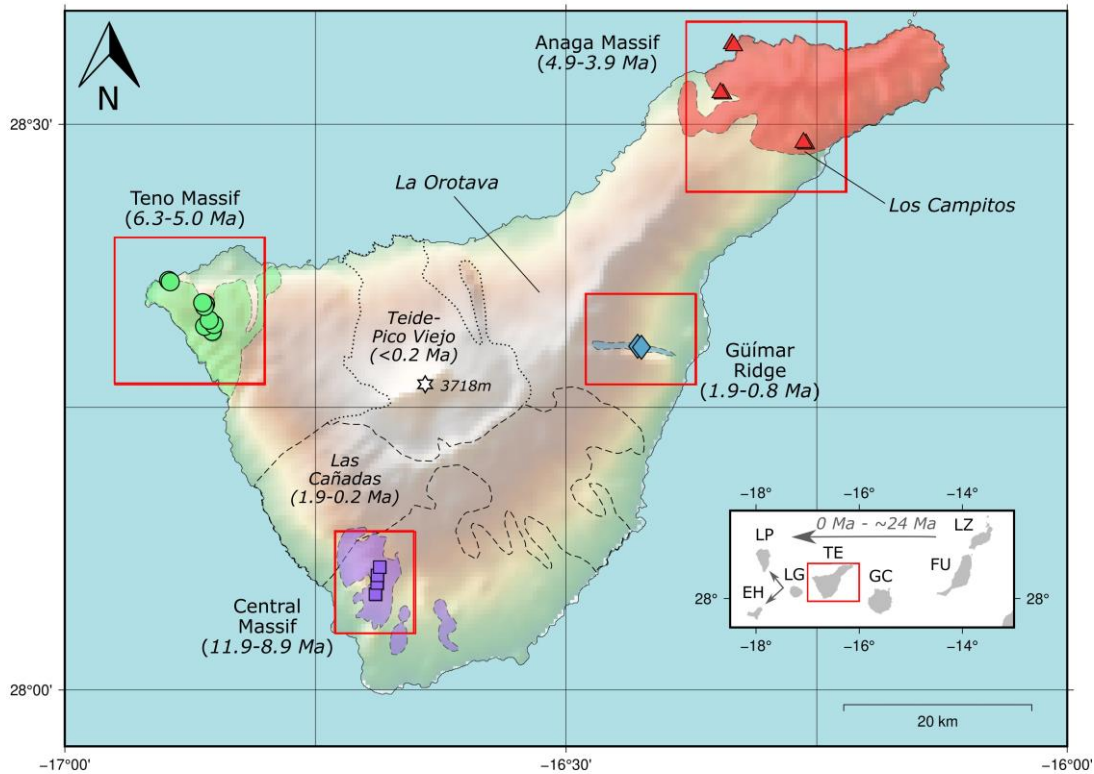 Anaga Massif
(4.9-3.9 Ma)
N
28°30'
La Orotava
Teno Massif
(6.3-5.0 Ma)
Los Campitos
Teide-
Pico Viejo
(<0.2 Ma)
3718m
Güímar
Ridge
(1.9-0.8 Ma)
Las
Cañadas
(1.9-0.2 Ma)
Central
Massif
(11.9-8.9 Ma)
−18° −16° −14°
0 Ma - ~24 Ma
LP TE LZ
LG GC FU
EH
28° 28°
−18° −16° −14°
28°00'
20 km
−17°00' −16°30' −16°00'